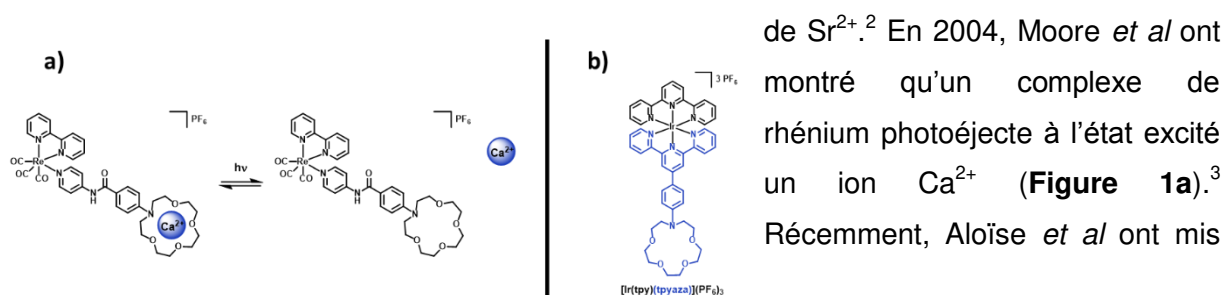 a)
PF6
N
N
Re
OC
OC
CO
N
N
H
O
N
O
O
O
O
Ca2+
hν
PF6
N
N
Re
OC
OC
CO
N
N
H
O
N
O
O
O
O
Ca2+
b)
3 PF6
N
N
N
Ir
N
N
N
N
O
O
O
O
[Ir(tpy)(tpyaza)](PF6)3
de Sr2+.2 En 2004, Moore et al ont
montré qu'un complexe de
rhénium photoéjecte à l'état excité
un ion Ca2+ (Figure 1a).3
Récemment, Aloïse et al ont mis